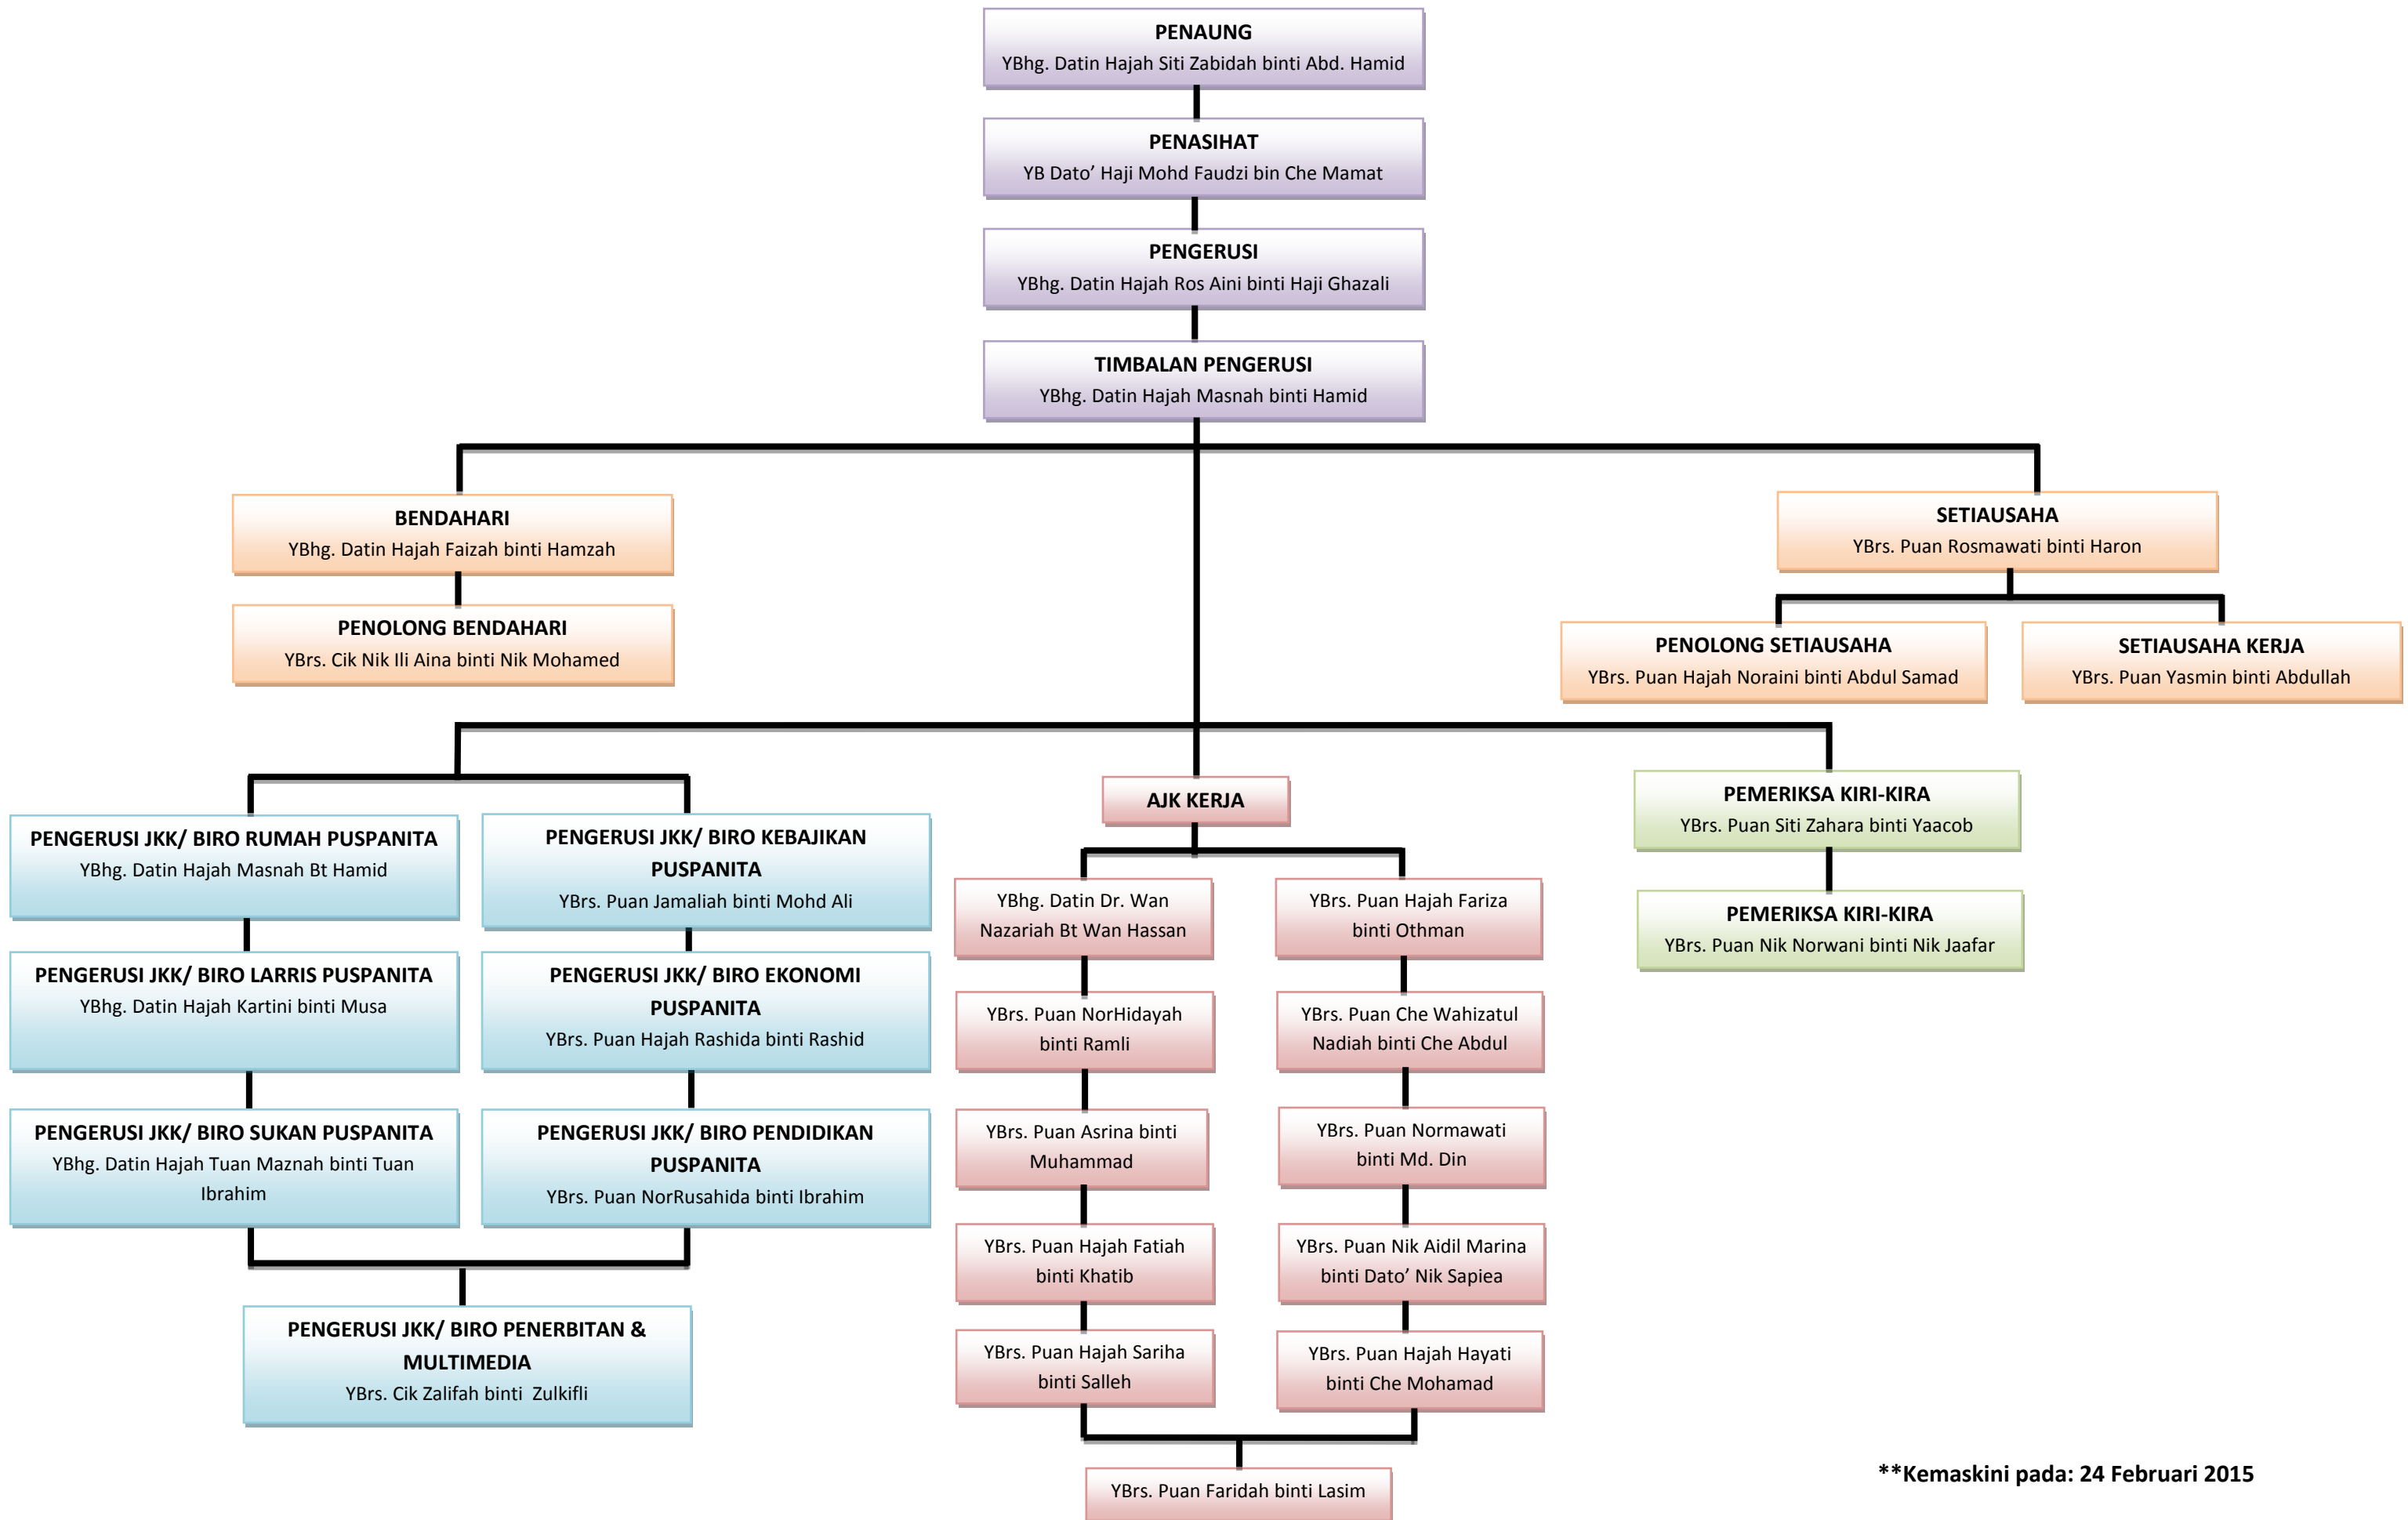 PENAUNG
YBhg. Datin Hajah Siti Zabidah binti Abd. Hamid
PENASIHAT
YB Dato’ Haji Mohd Faudzi bin Che Mamat
PENGERUSI
YBhg. Datin Hajah Ros Aini binti Haji Ghazali
TIMBALAN PENGERUSI
YBhg. Datin Hajah Masnah binti Hamid
BENDAHARI
YBhg. Datin Hajah Faizah binti Hamzah
PENOLONG BENDAHARI
YBrs. Cik Nik Ili Aina binti Nik Mohamed
SETIAUSAHA
YBrs. Puan Rosmawati binti Haron
PENOLONG SETIAUSAHA
YBrs. Puan Hajah Noraini binti Abdul Samad
SETIAUSAHA KERJA
YBrs. Puan Yasmin binti Abdullah
PENGERUSI JKK/ BIRO RUMAH PUSPANITA
YBhg. Datin Hajah Masnah Bt Hamid
PENGERUSI JKK/ BIRO LARRIS PUSPANITA
YBhg. Datin Hajah Kartini binti Musa
PENGERUSI JKK/ BIRO SUKAN PUSPANITA
YBhg. Datin Hajah Tuan Maznah binti Tuan
Ibrahim
PENGERUSI JKK/ BIRO KEBAJIKAN
PUSPANITA
YBrs. Puan Jamaliah binti Mohd Ali
PENGERUSI JKK/ BIRO EKONOMI
PUSPANITA
YBrs. Puan Hajah Rashida binti Rashid
PENGERUSI JKK/ BIRO PENDIDIKAN
PUSPANITA
YBrs. Puan NorRusahida binti Ibrahim
PENGERUSI JKK/ BIRO PENERBITAN &
MULTIMEDIA
YBrs. Cik Zalifah binti  Zulkifli
AJK KERJA
YBhg. Datin Dr. Wan
Nazariah Bt Wan Hassan
YBrs. Puan NorHidayah
binti Ramli
YBrs. Puan Asrina binti
Muhammad
YBrs. Puan Hajah Fatiah
binti Khatib
YBrs. Puan Hajah Sariha
binti Salleh
YBrs. Puan Hajah Fariza
binti Othman
YBrs. Puan Che Wahizatul
Nadiah binti Che Abdul
YBrs. Puan Normawati
binti Md. Din
YBrs. Puan Nik Aidil Marina
binti Dato’ Nik Sapiea
YBrs. Puan Hajah Hayati
binti Che Mohamad
YBrs. Puan Faridah binti Lasim
PEMERIKSA KIRI-KIRA
YBrs. Puan Siti Zahara binti Yaacob
PEMERIKSA KIRI-KIRA
YBrs. Puan Nik Norwani binti Nik Jaafar
**Kemaskini pada: 24 Februari 2015